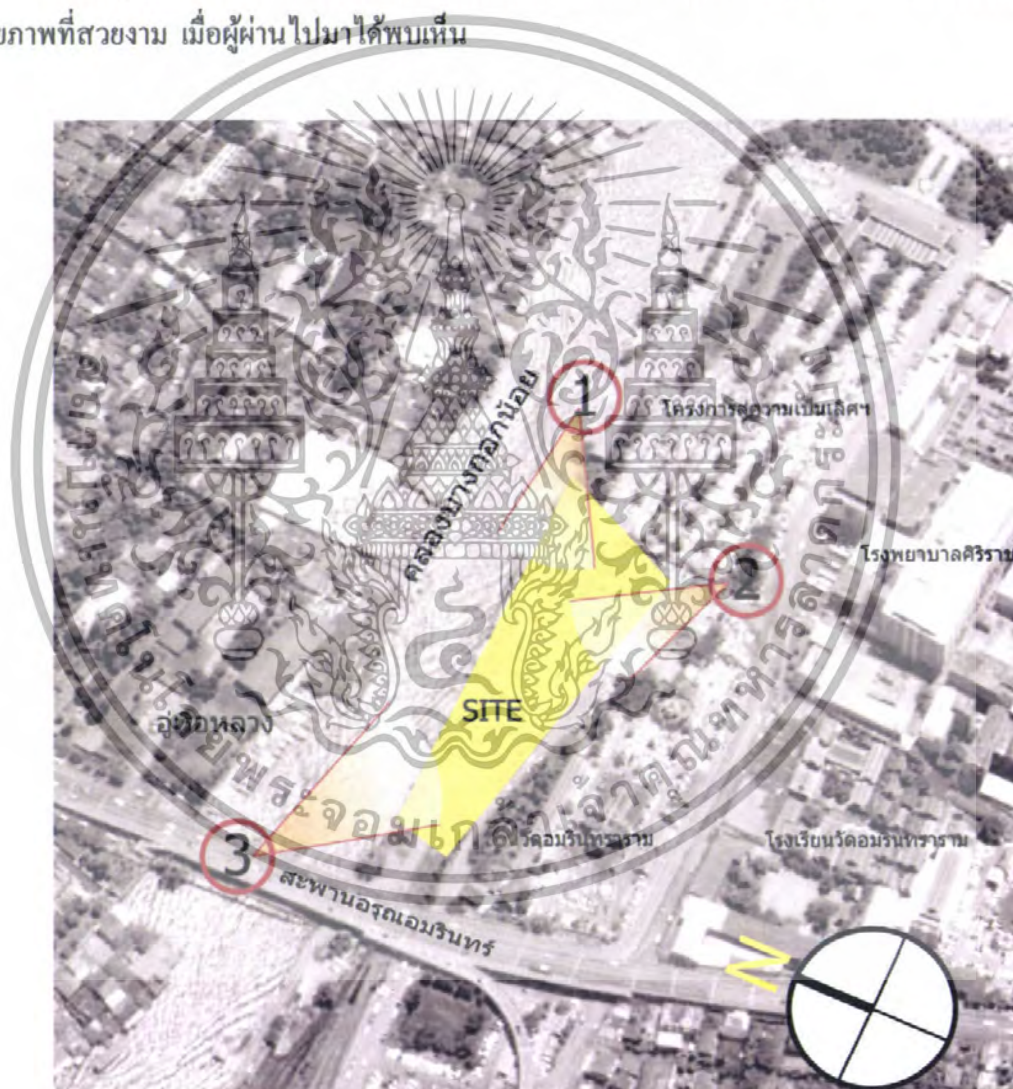 ยภาพที่สวยงาม เมื่อผู้ผ่านไปมาได้พบเห็น
1
โครงการสู่ความเป็นเลิศฯ
คลองบางกอกน้อย
โรงพยาบาลศิริราช
2
SITE
อู่เรือหลวง
วัดอมรินทราราม
โรงเรียนวัดอมรินทราราม
3
สะพานอรุณอมรินทร์
N